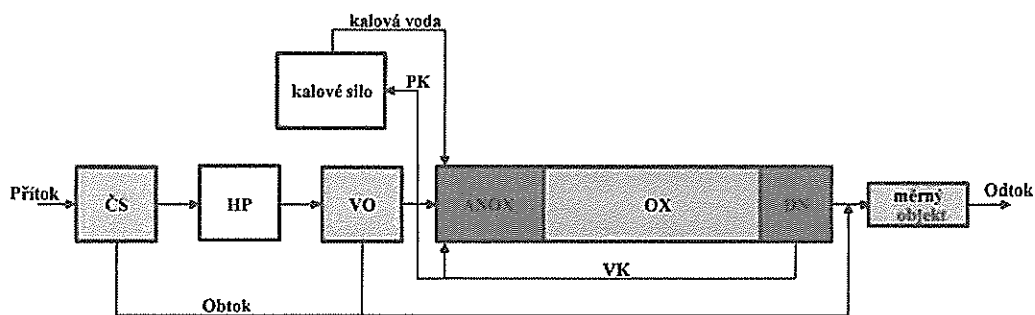 kalová voda
kalové silo
PK
Přítok
ČS
HP
VO
ANOX
OX
DN
měrný
objekt
Odtok
VK
Obtok